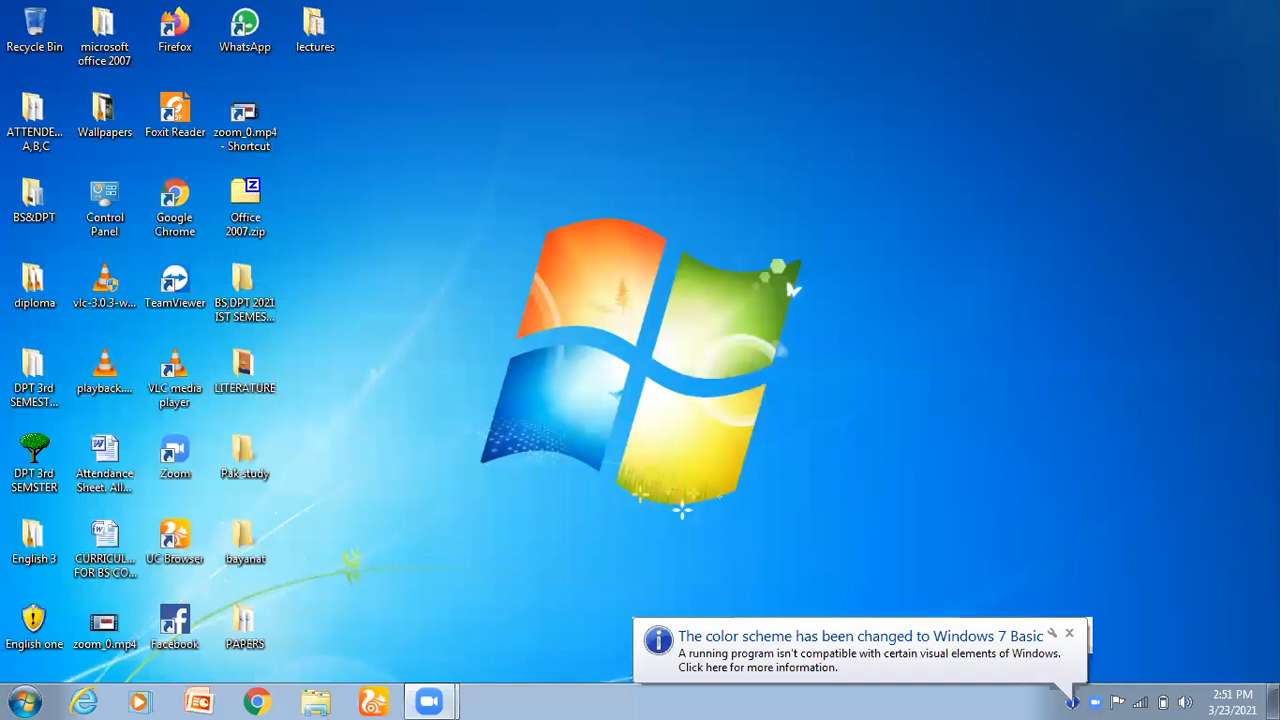 Recycle Bin
microsoft
office 2007
Firefox
WhatsApp
lectures
ATTENDE...
A,B,C
Wallpapers
Foxit Reader
zoom_0.mp4
- Shortcut
BS&DPT
Control
Panel
Google
Chrome
Office
2007.zip
diploma
vlc-3.0.3-w...
TeamViewer
BS,DPT 2021
IST SEMES...
DPT 3rd
SEMEST...
playback....
VLC media
player
LITERATURE
DPT 3rd
SEMSTER
Attendance
Sheet. All...
Zoom
Pak study
English 3
CURRICUL...
FOR BS CO...
UC Browser
bayanat
English one
zoom_0.mp4
Facebook
PAPERS
The color scheme has been changed to Windows 7 Basic
A running program isn't compatible with certain visual elements of Windows.
Click here for more information.
2:51 PM
3/23/2021